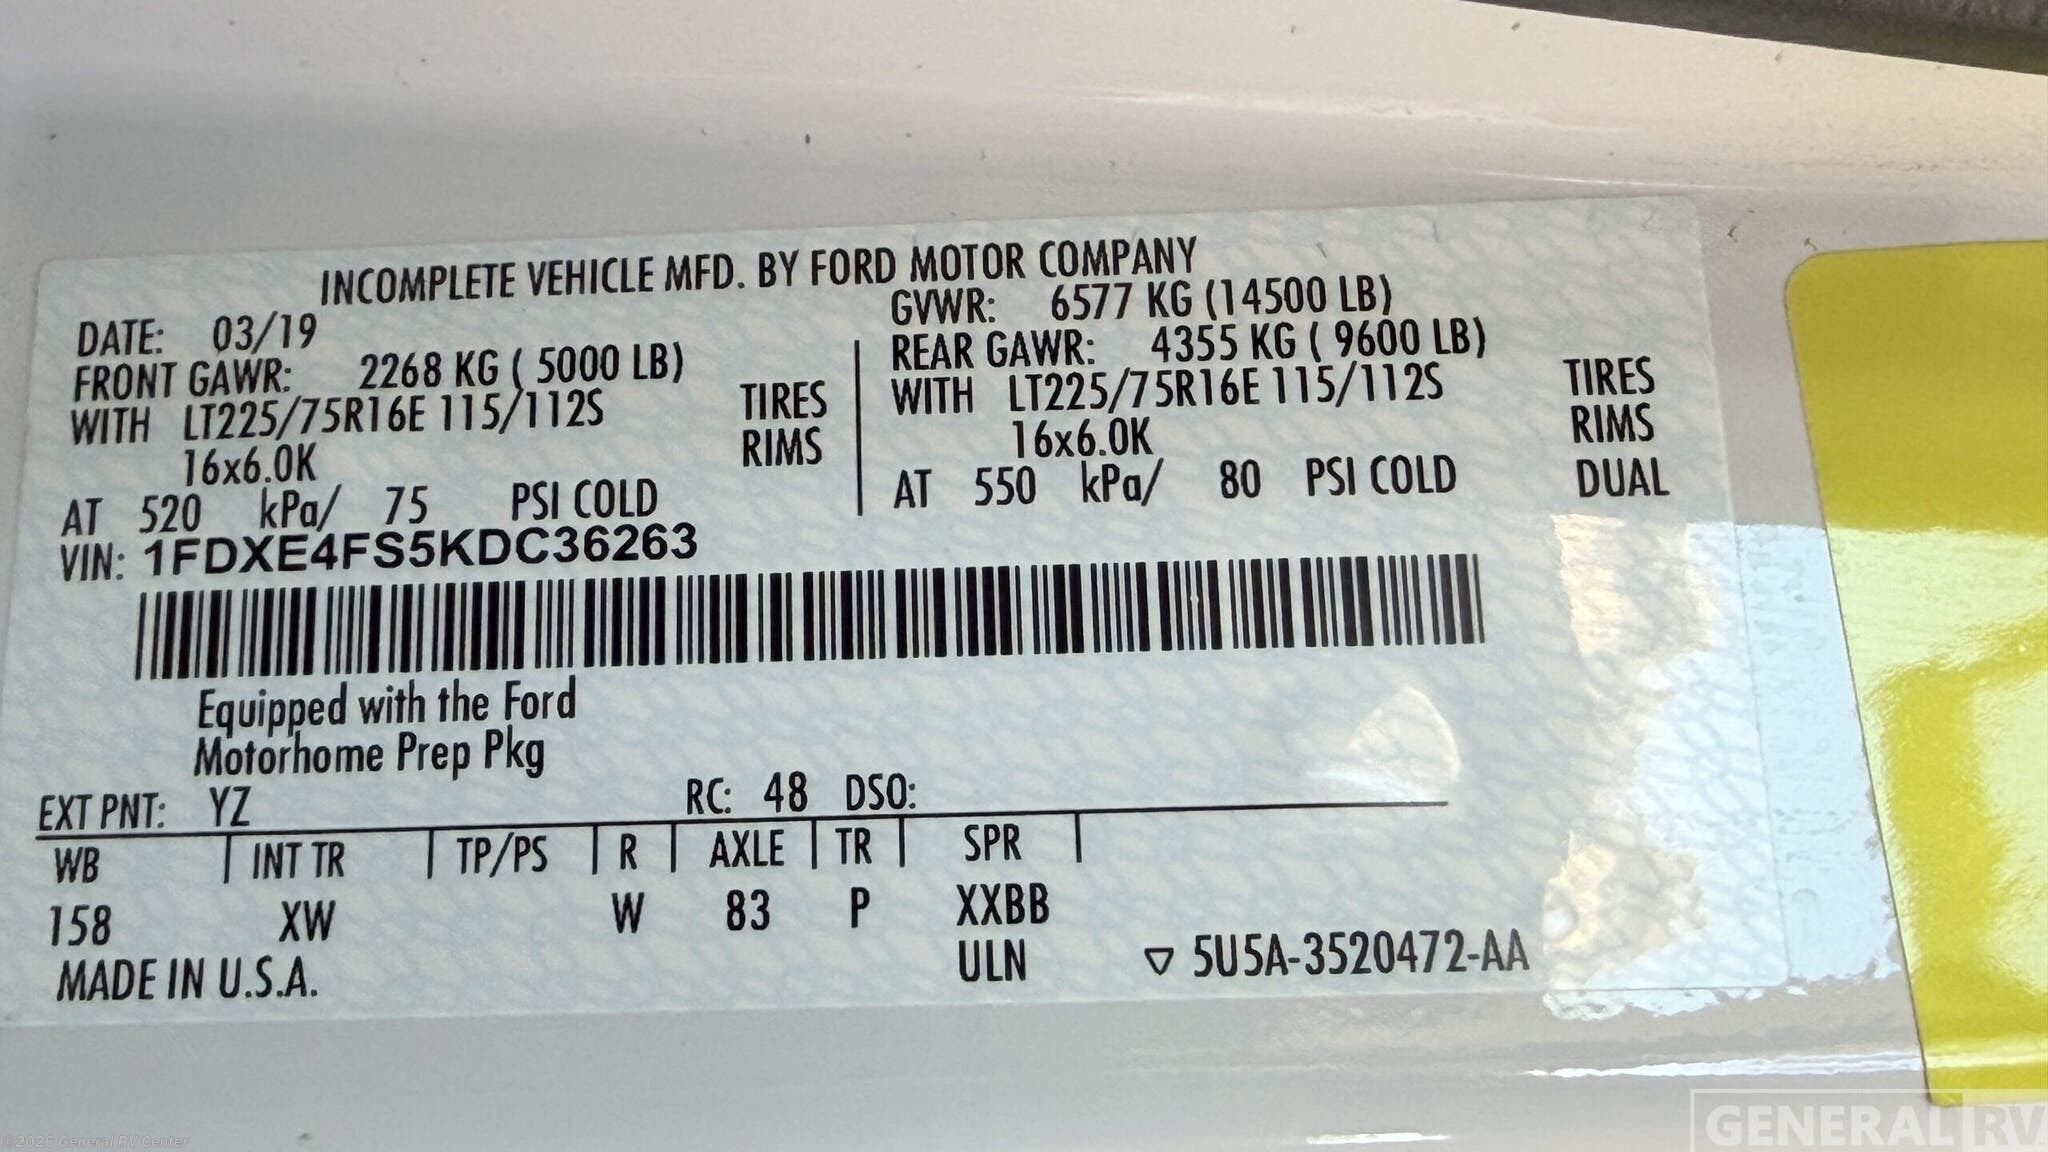 INCOMPLETE VEHICLE MFD. BY FORD MOTOR COMPANY
DATE: 03/19
GVWR: 6577 KG (14500 LB)
FRONT GAWR: 2268 KG ( 5000 LB)
REAR GAWR: 4355 KG ( 9600 LB)
WITH LT225/75R16E 115/112S TIRES
WITH LT225/75R16E 115/112S TIRES
16x6.0K RIMS
16x6.0K RIMS
AT 520 kPa/ 75 PSI COLD
AT 550 kPa/ 80 PSI COLD DUAL
VIN: 1FDXE4FS5KDC36263
Equipped with the Ford
Motorhome Prep Pkg
EXT PNT: YZ RC: 48 DSO:
WB INT TR TP/PS R AXLE TR SPR
158 XW W 83 P XXBB
MADE IN U.S.A. ULN ▽ 5U5A-3520472-AA
©2026 General RV Center
GENERAL RV